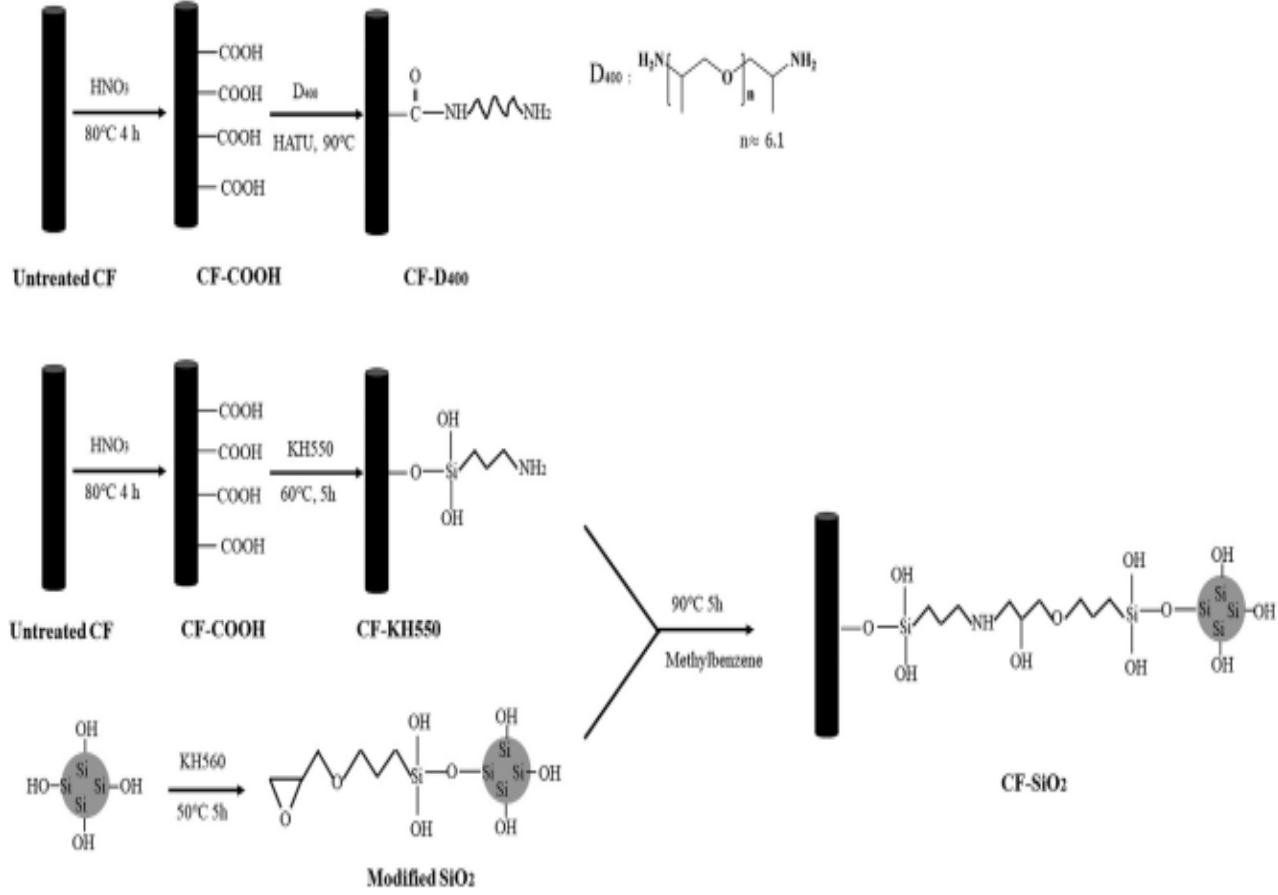 HNO₃
80℃ 4 h
COOH
COOH
COOH
COOH
D₄₀₀
HATU, 90℃
O
C
NH
NH₂
D₄₀₀ :
H₂N
O
n
NH₂
n≈ 6.1
Untreated CF
CF-COOH
CF-D₄₀₀
HNO₃
80℃ 4 h
COOH
COOH
COOH
COOH
KH550
60℃, 5h
OH
O
Si
NH₂
OH
Untreated CF
CF-COOH
CF-KH550
90℃ 5h
Methylbenzene
O
OH
Si
OH
NH
OH
O
OH
Si
OH
O
OH
Si
Si
Si
Si
OH
OH
CF-SiO₂
OH
HO
Si
Si
Si
Si
OH
OH
KH560
50℃ 5h
O
O
OH
Si
OH
O
OH
Si
Si
Si
Si
OH
OH
Modified SiO₂